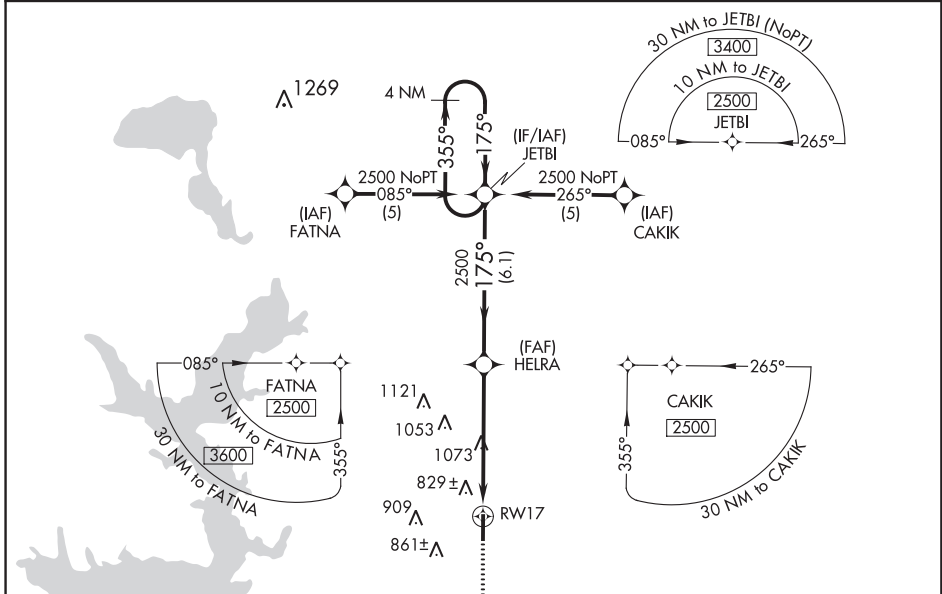 30 NM to JETBI (NoPT)
3400
10 NM to JETBI
2500
JETBI
085°
265°
1269
4 NM
355°
175°
(IF/IAF)
JETBI
2500 NoPT
085°
(5)
2500 NoPT
265°
(5)
(IAF)
FATNA
(IAF)
CAKIK
2500
175°
(6.1)
(FAF)
HELRA
085°
FATNA
2500
10 NM to FATNA
3600
30 NM to FATNA
355°
265°
CAKIK
2500
355°
30 NM to CAKIK
1121
1053
1073
829±
909
RW17
861±